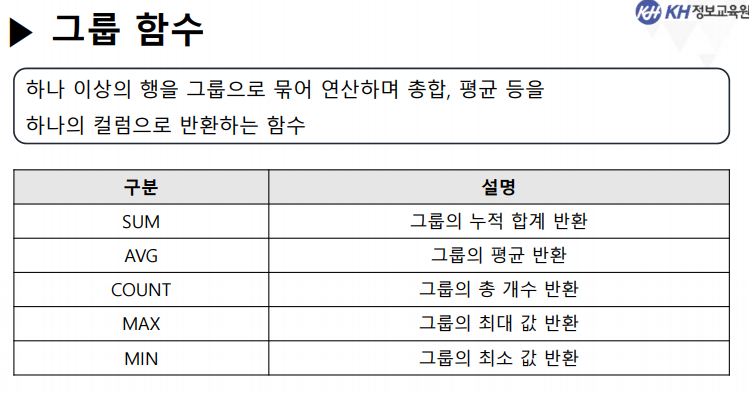 KH 정보교육원
▶ 그룹 함수
하나 이상의 행을 그룹으로 묶어 연산하며 총합, 평균 등을
하나의 컬럼으로 반환하는 함수
구분 설명
SUM 그룹의 누적 합계 반환
AVG 그룹의 평균 반환
COUNT 그룹의 총 개수 반환
MAX 그룹의 최대 값 반환
MIN 그룹의 최소 값 반환